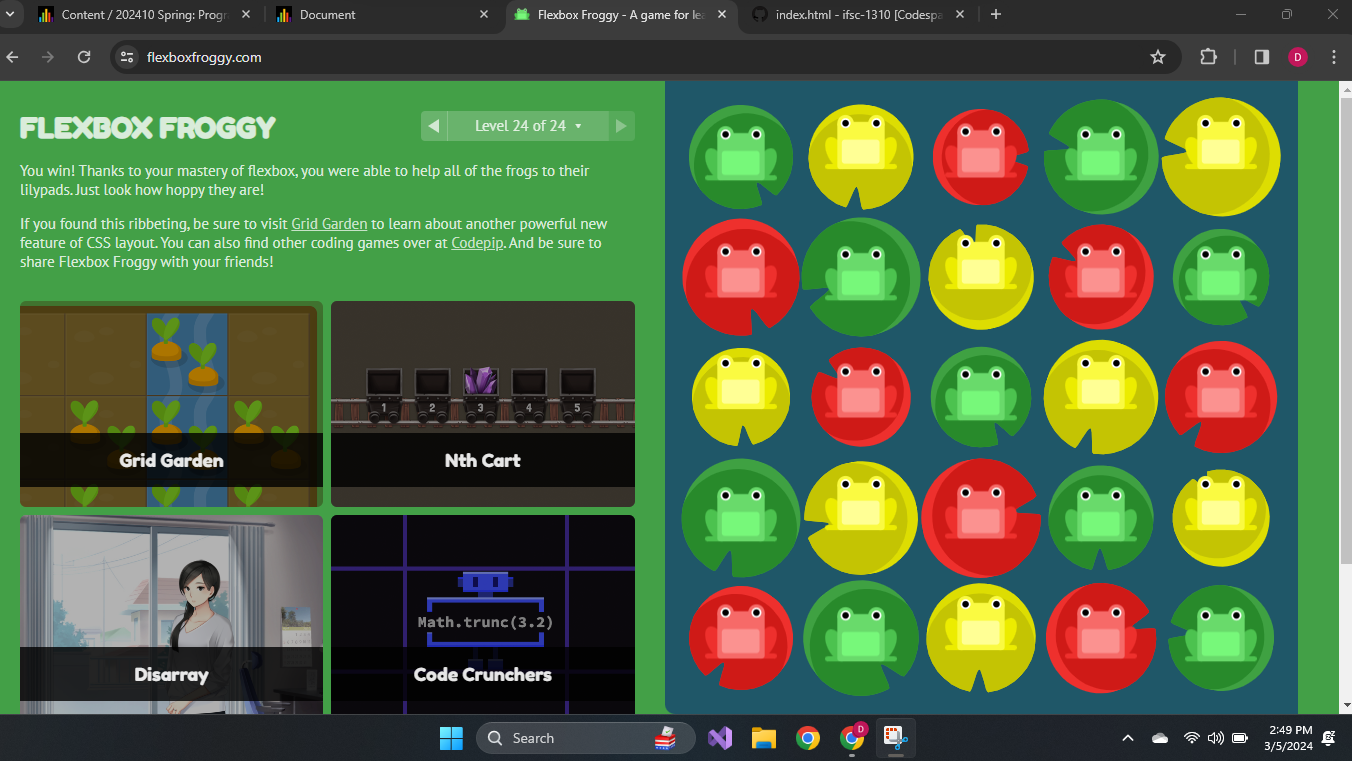 Content / 202410 Spring: Progr
Document
Flexbox Froggy - A game for lea
index.html - ifsc-1310 [Codespa
flexboxfroggy.com
D
FLEXBOX FROGGY
Level 24 of 24
You win! Thanks to your mastery of flexbox, you were able to help all of the frogs to their
lilypads. Just look how hoppy they are!
If you found this ribbeting, be sure to visit Grid Garden to learn about another powerful new
feature of CSS layout. You can also find other coding games over at Codepip. And be sure to
share Flexbox Froggy with your friends!
Grid Garden
1 2 3 4 5
Nth Cart
Disarray
Math.trunc(3.2)
Code Crunchers
Search
D
2:49 PM
3/5/2024